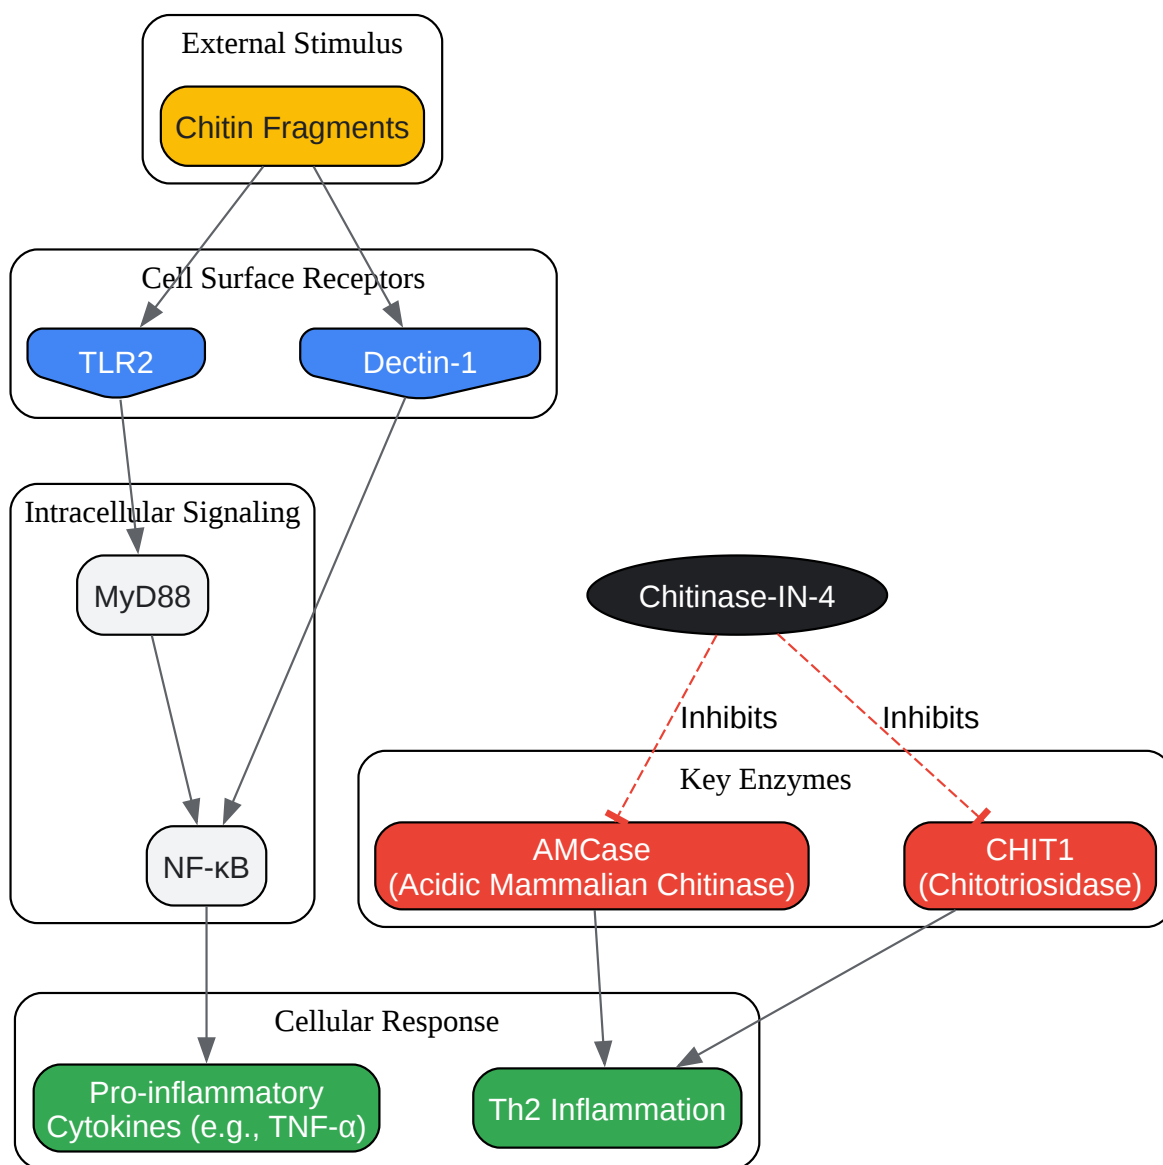 External Stimulus
Chitin Fragments
Cell Surface Receptors
TLR2
Dectin-1
Intracellular Signaling
MyD88
Chitinase-IN-4
Inhibits
Inhibits
Key Enzymes
AMCase
(Acidic Mammalian Chitinase)
CHIT1
(Chitotriosidase)
NF-κB
Cellular Response
Pro-inflammatory
Cytokines (e.g., TNF-α)
Th2 Inflammation